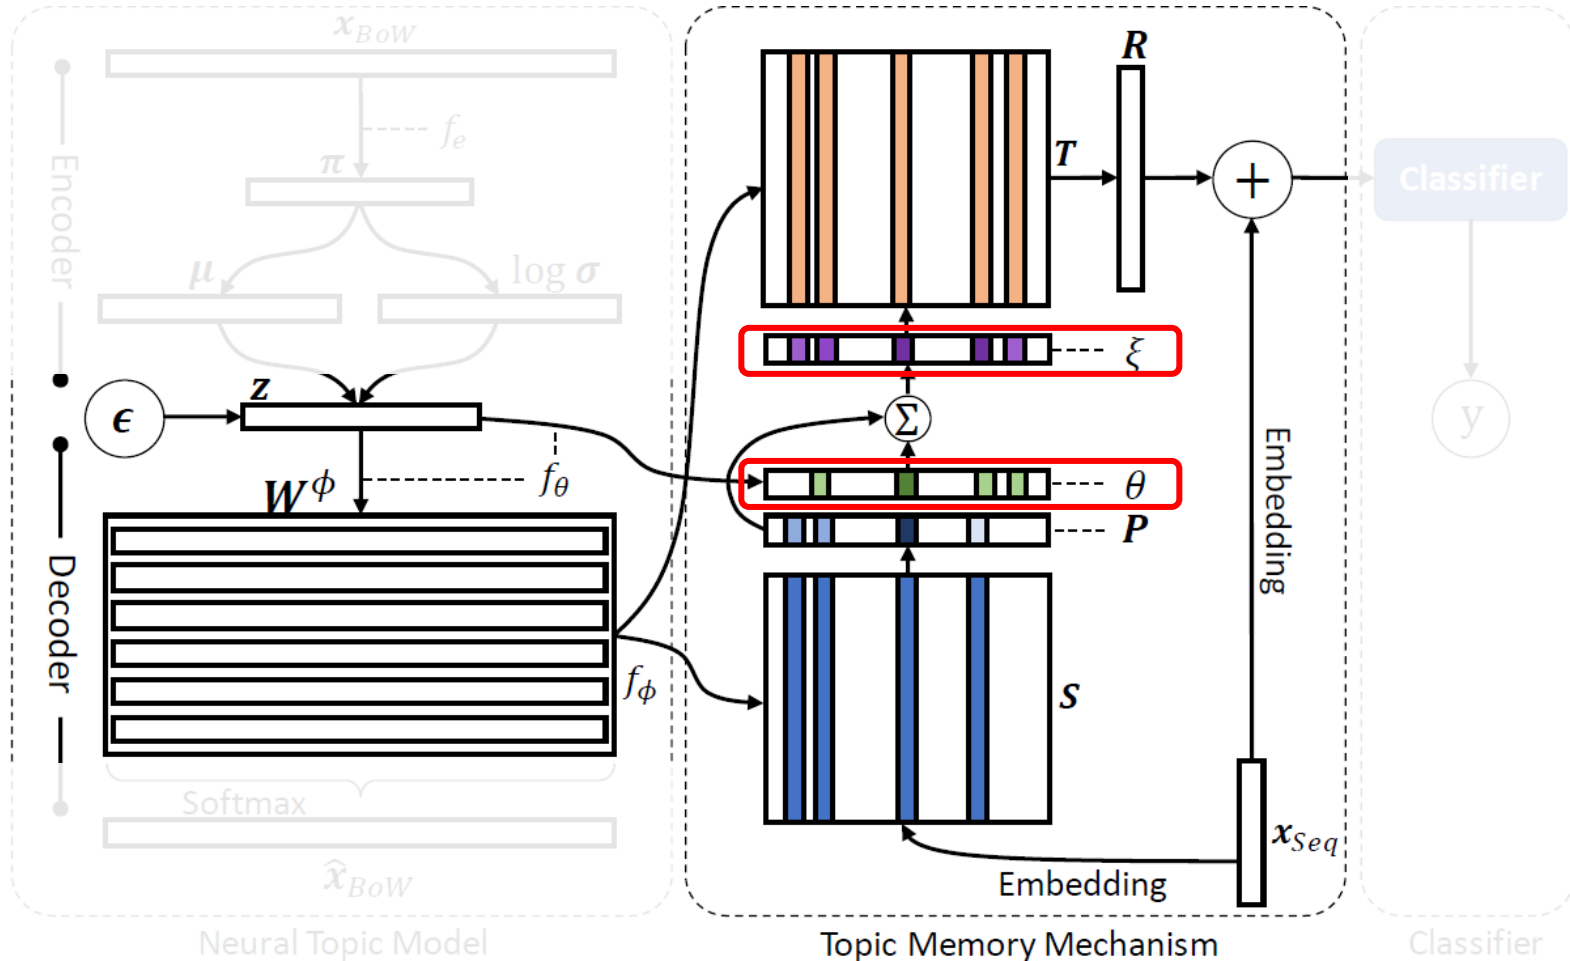 x_BoW
f_e
π
μ
log σ
Encoder
ϵ
z
f_θ
W^ϕ
Decoder
f_ϕ
Softmax
x̂_BoW
Neural Topic Model
R
T
+
ξ
Σ
θ
P
S
Embedding
x_Seq
Embedding
Topic Memory Mechanism
Classifier
y
Classifier